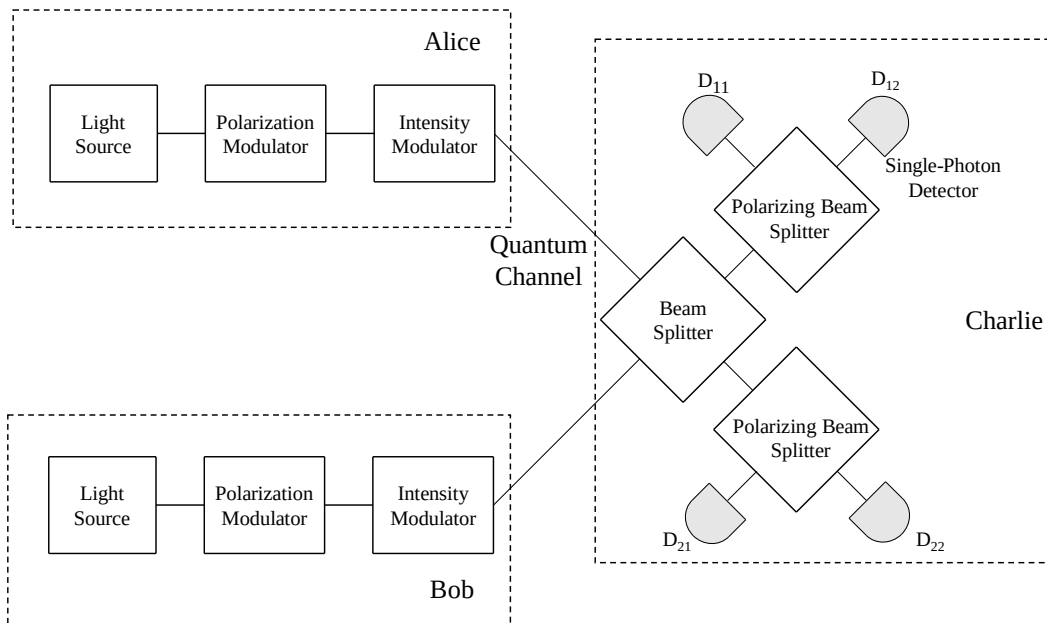 Alice
Light
Source
Polarization
Modulator
Intensity
Modulator
Quantum
Channel
D11
D12
Single-Photon
Detector
Polarizing Beam
Splitter
Beam
Splitter
Charlie
Polarizing Beam
Splitter
D21
D22
Light
Source
Polarization
Modulator
Intensity
Modulator
Bob